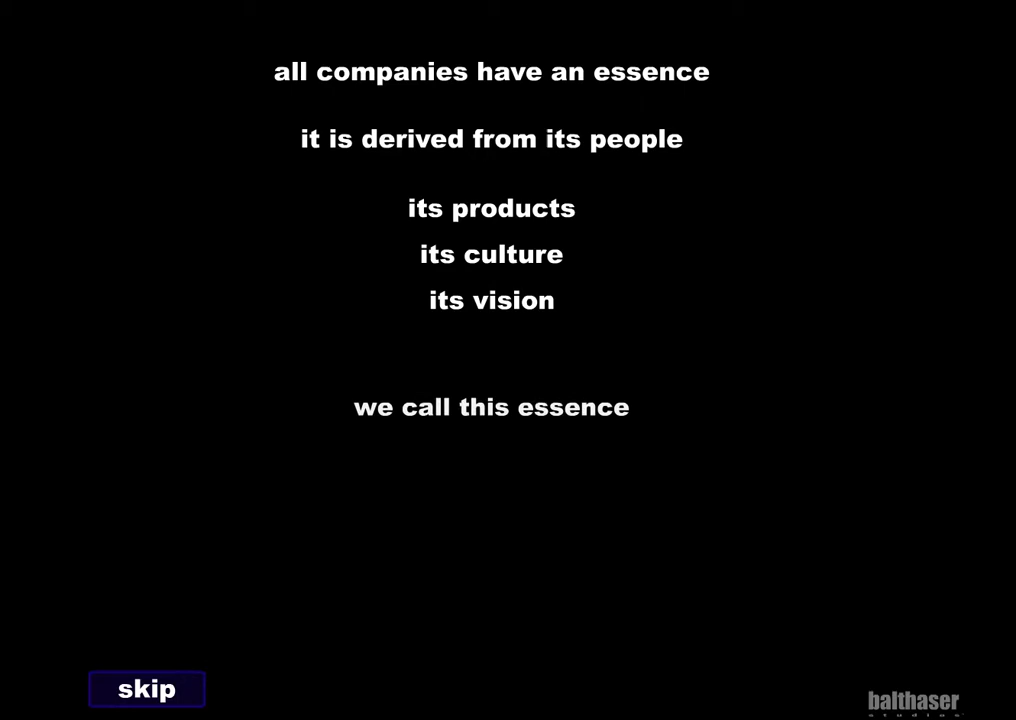 all companies have an essence
it is derived from its people
its products
its culture
its vision
we call this essence
skip
balthaser
studios